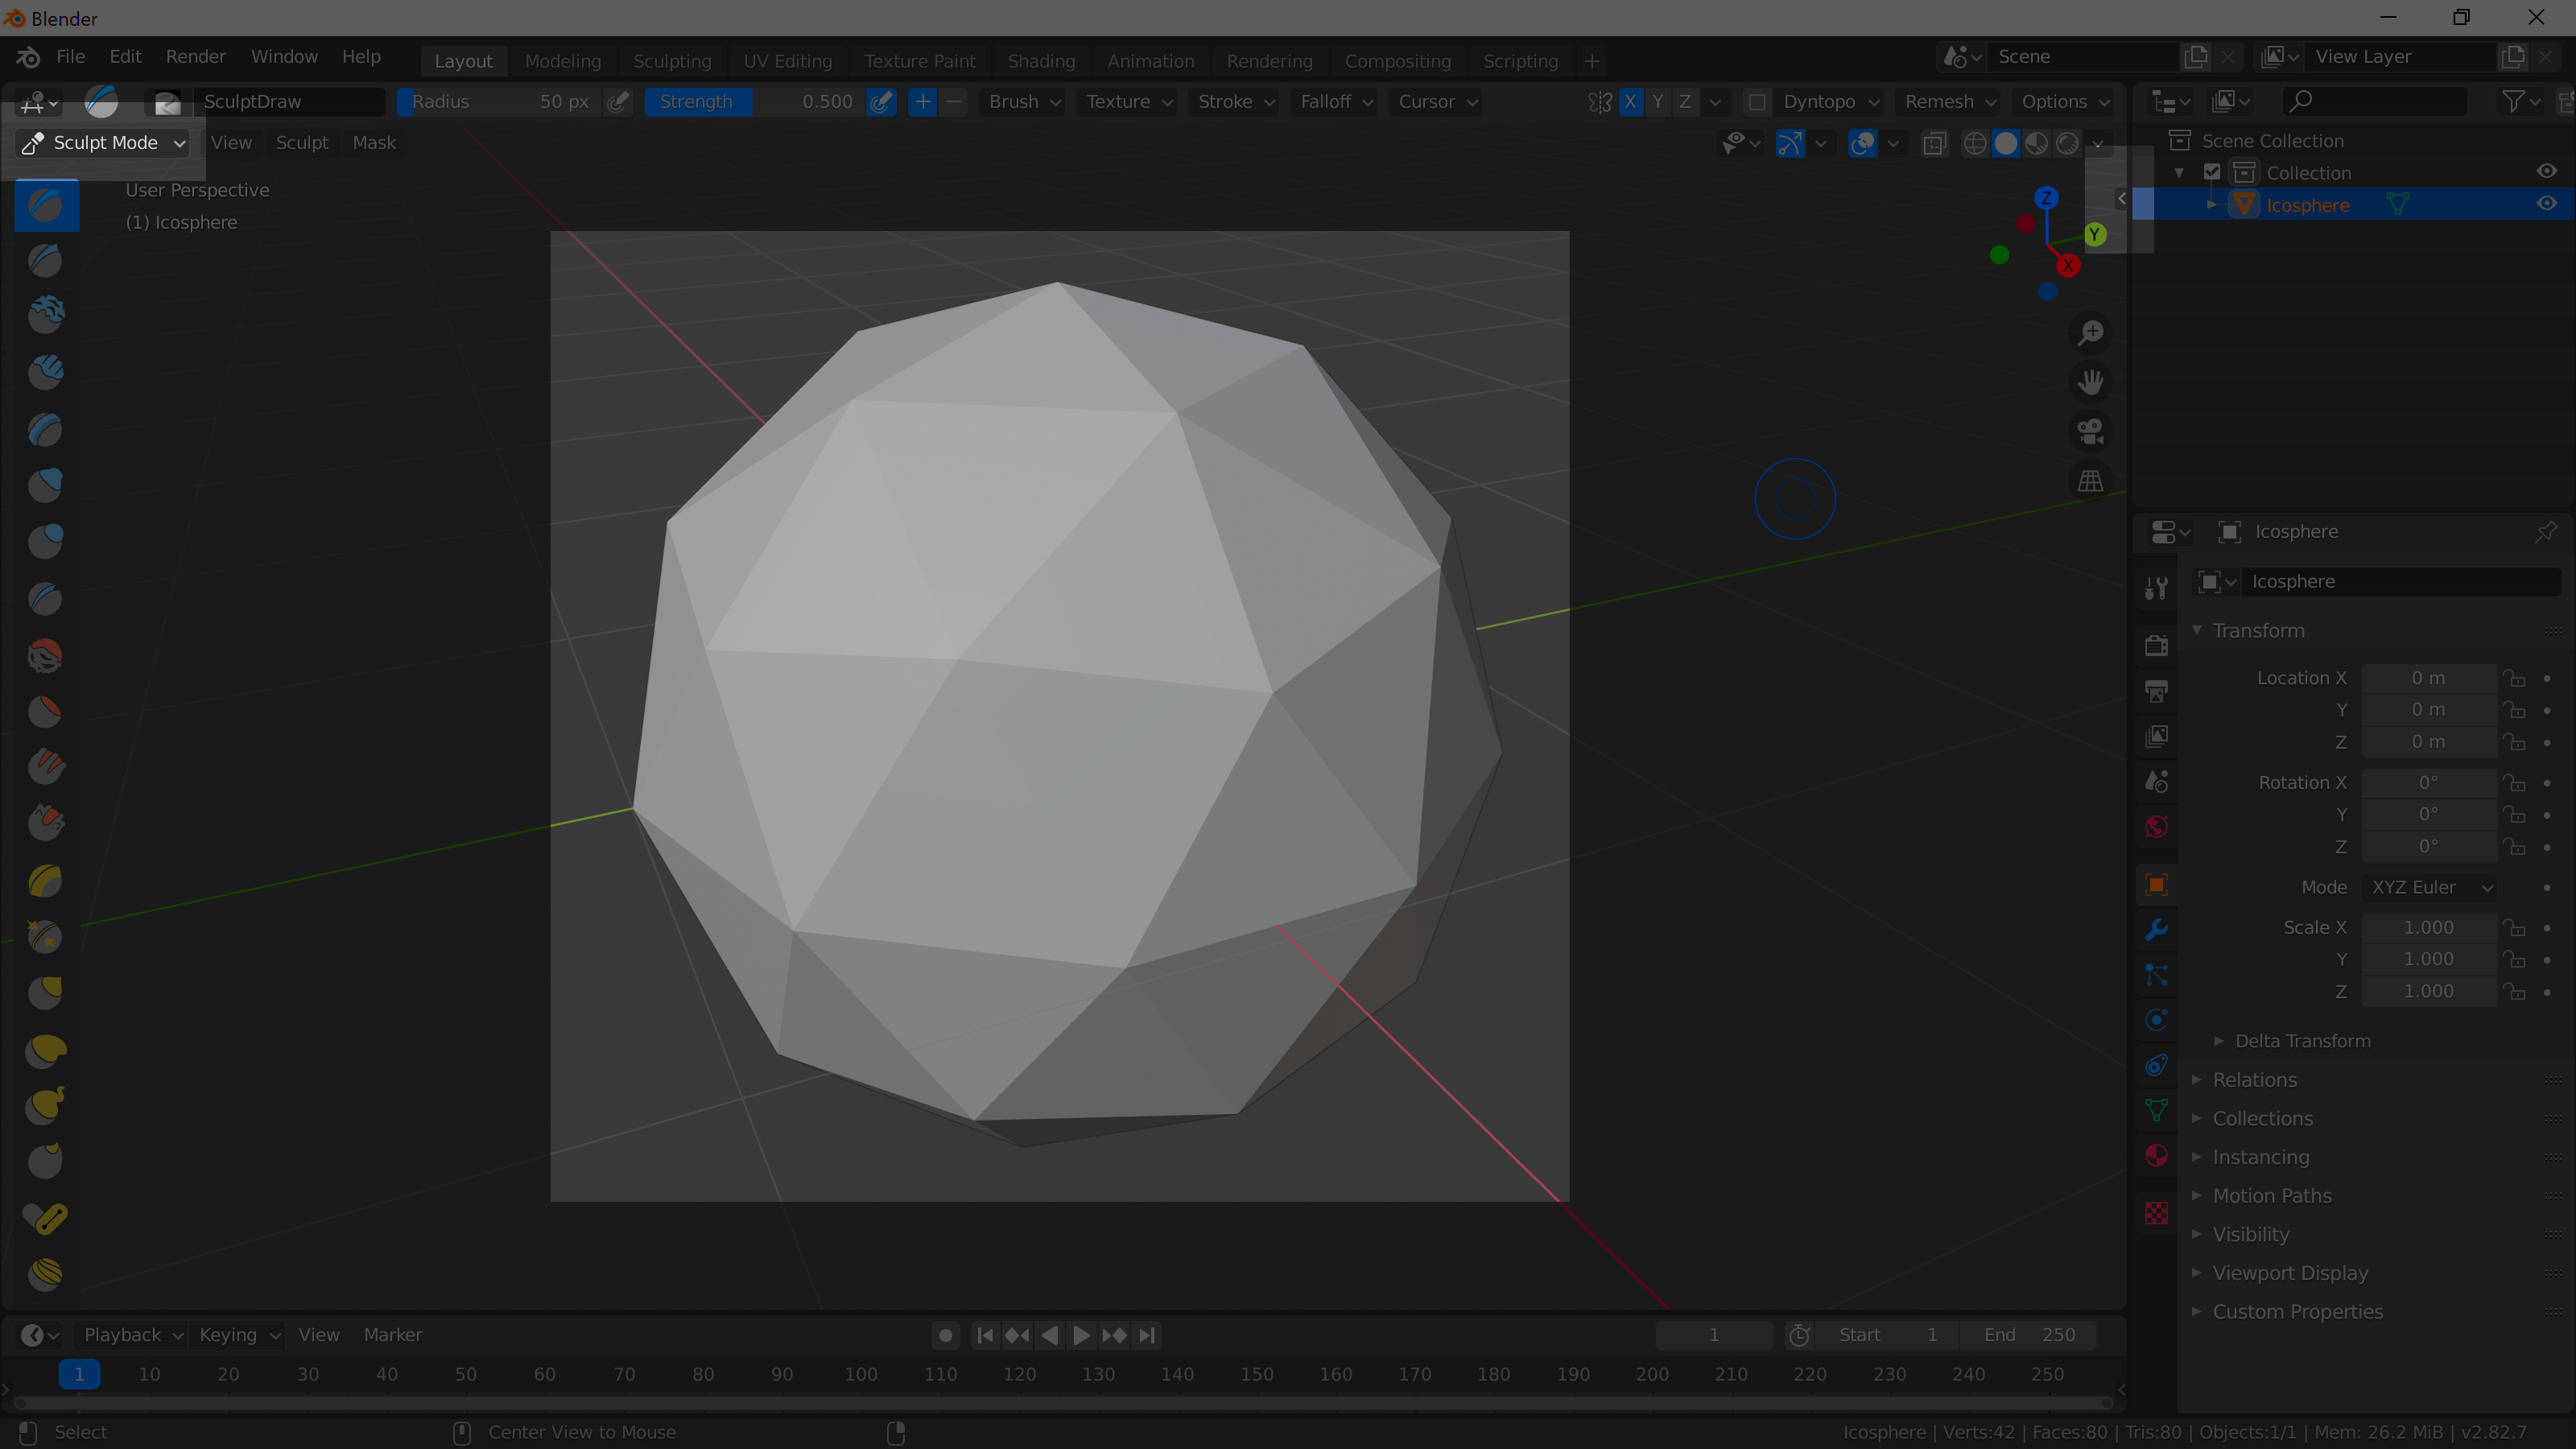 Blender
File Edit Render Window Help Layout Modeling Sculpting UV Editing Texture Paint Shading Animation Rendering Compositing Scripting + Scene View Layer
SculptDraw Radius 50 px Strength 0.500 + − Brush Texture Stroke Falloff Cursor X Y Z Dyntopo Remesh Options
Sculpt Mode View Sculpt Mask
Scene Collection
Collection
Icosphere
User Perspective
(1) Icosphere
Z
Y
X
Icosphere
Icosphere
Transform
Location X 0 m
Y 0 m
Z 0 m
Rotation X 0°
Y 0°
Z 0°
Mode XYZ Euler
Scale X 1.000
Y 1.000
Z 1.000
Delta Transform
Relations
Collections
Instancing
Motion Paths
Visibility
Viewport Display
Custom Properties
Playback Keying View Marker 1 Start 1 End 250
1 10 20 30 40 50 60 70 80 90 100 110 120 130 140 150 160 170 180 190 200 210 220 230 240 250
Select Center View to Mouse Icosphere | Verts:42 | Faces:80 | Tris:80 | Objects:1/1 | Mem: 26.2 MiB | v2.82.7